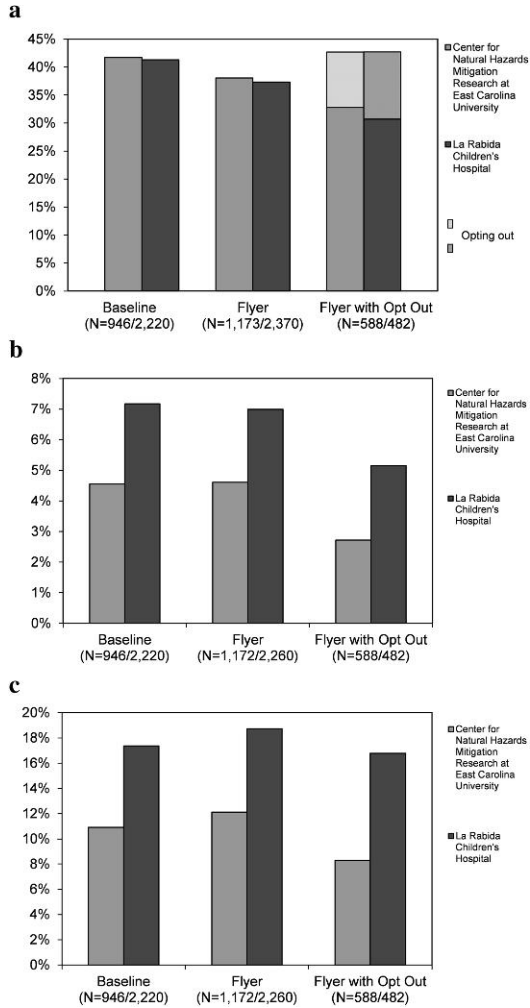 a
45%
40%
35%
30%
25%
20%
15%
10%
5%
0%
Baseline
(N=946/2,220)
Flyer
(N=1,173/2,370)
Flyer with Opt Out
(N=588/482)
Center for
Natural Hazards
Mitigation
Research at
East Carolina
University
La Rabida
Children's
Hospital
Opting out
b
8%
7%
6%
5%
4%
3%
2%
1%
0%
Baseline
(N=946/2,220)
Flyer
(N=1,172/2,260)
Flyer with Opt Out
(N=588/482)
Center for
Natural Hazards
Mitigation
Research at
East Carolina
University
La Rabida
Children's
Hospital
c
20%
18%
16%
14%
12%
10%
8%
6%
4%
2%
0%
Baseline
(N=946/2,220)
Flyer
(N=1,172/2,260)
Flyer with Opt Out
(N=588/482)
Center for
Natural Hazards
Mitigation
Research at
East Carolina
University
La Rabida
Children's
Hospital